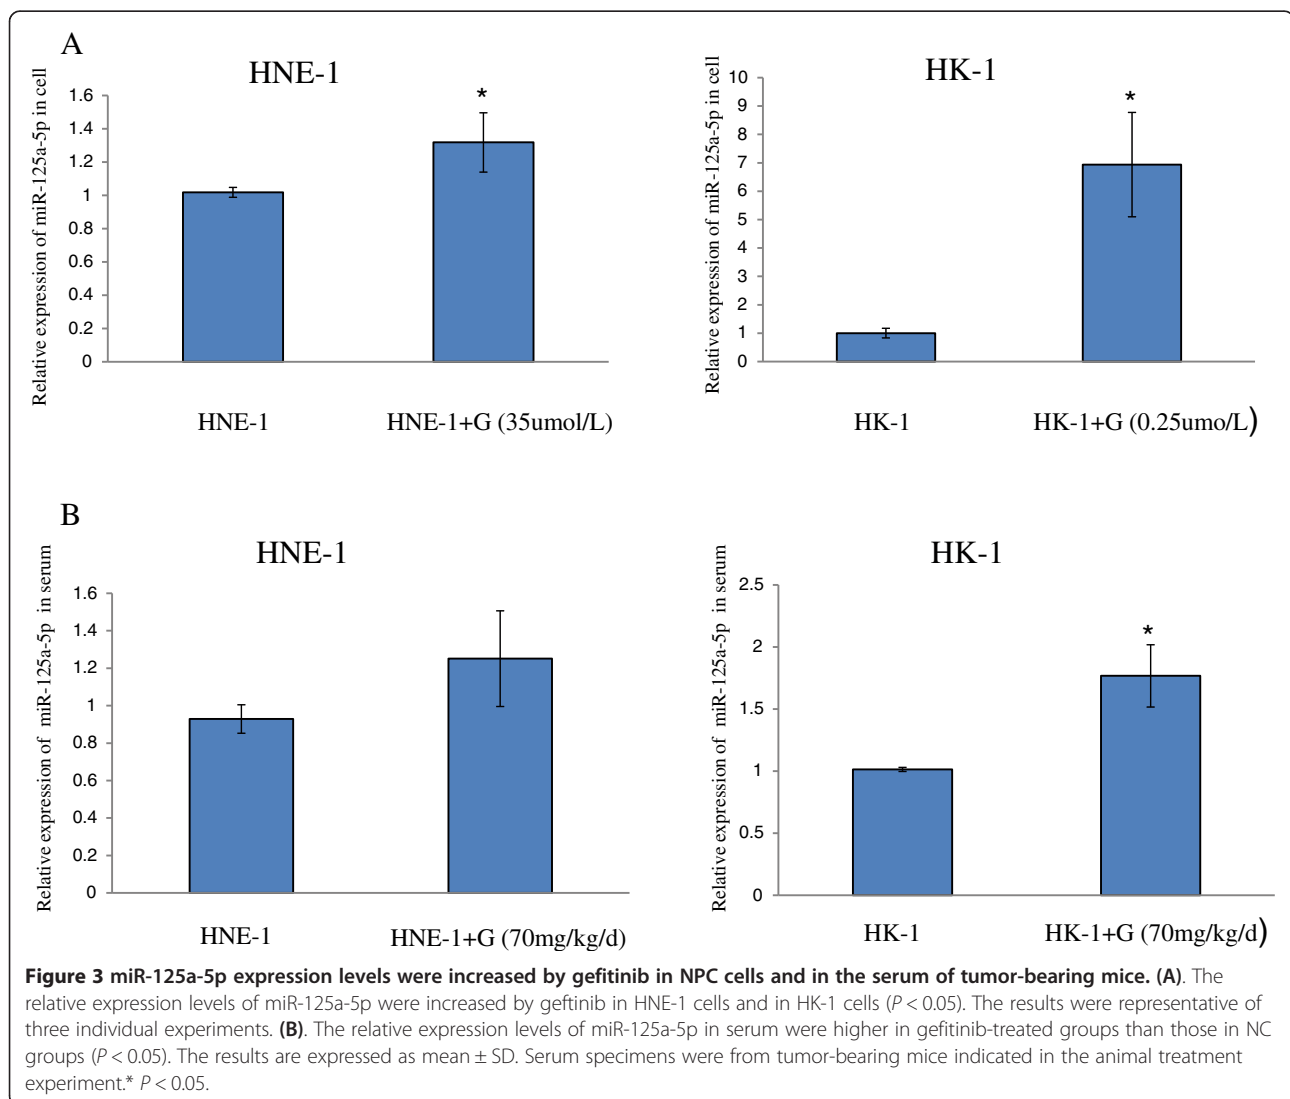 A
HNE-1
Relative expression of miR-125a-5p in cell
1.6
1.4
1.2
1
0.8
0.6
0.4
0.2
0
*
HNE-1
HNE-1+G (35umol/L)
HK-1
Relative expression of miR-125a-5p in cell
10
9
8
7
6
5
4
3
2
1
0
*
HK-1
HK-1+G (0.25umo/L)
B
HNE-1
Relative expression of miR-125a-5p in serum
1.6
1.4
1.2
1
0.8
0.6
0.4
0.2
0
HNE-1
HNE-1+G (70mg/kg/d)
HK-1
Relative expression of miR-125a-5p in serum
2.5
2
1.5
1
0.5
0
*
HK-1
HK-1+G (70mg/kg/d)
Figure 3 miR-125a-5p expression levels were increased by gefitinib in NPC cells and in the serum of tumor-bearing mice. (A). The
relative expression levels of miR-125a-5p were increased by geftinib in HNE-1 cells and in HK-1 cells (P < 0.05). The results were representative of
three individual experiments. (B). The relative expression levels of miR-125a-5p in serum were higher in gefitinib-treated groups than those in NC
groups (P < 0.05). The results are expressed as mean ± SD. Serum specimens were from tumor-bearing mice indicated in the animal treatment
experiment.* P < 0.05.